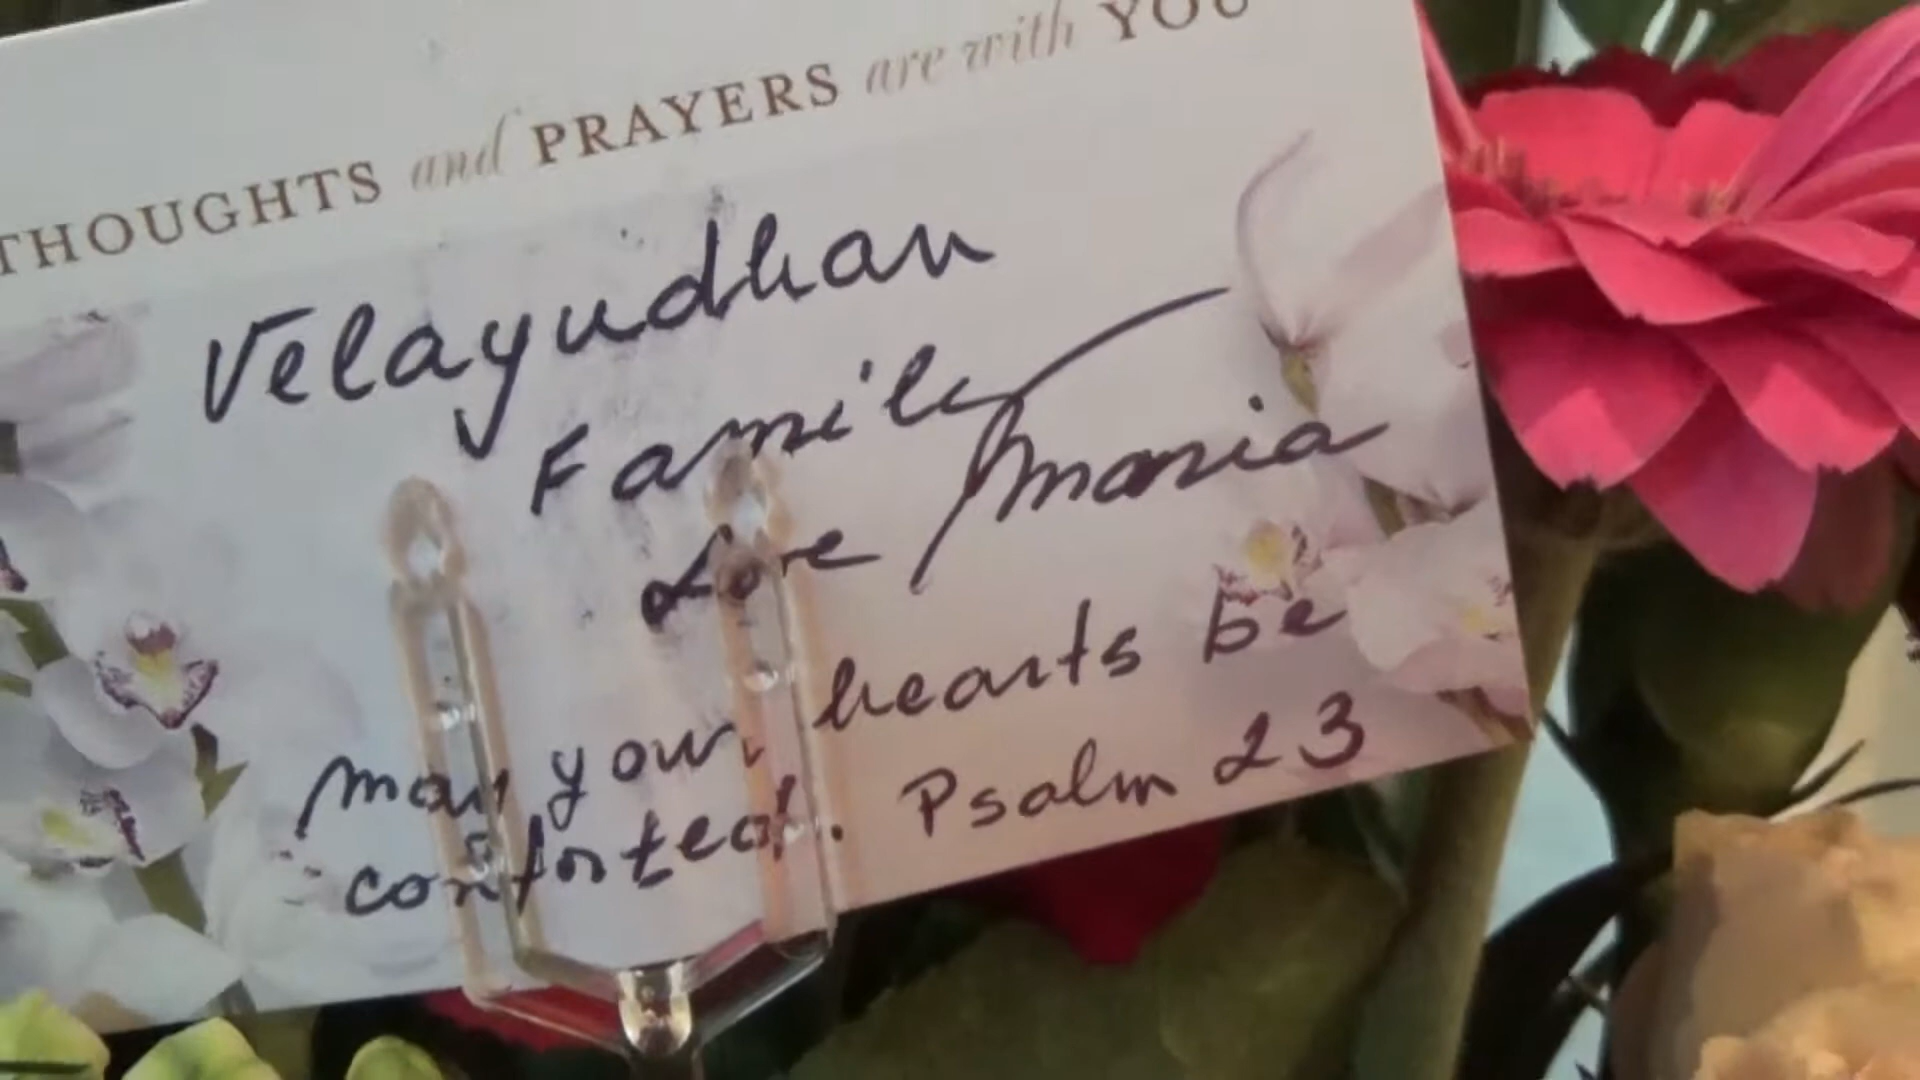 THOUGHTS and PRAYERS are with YOU
Velayudhan
Family
Love Maria
may your hearts be
comforted. Psalm 23